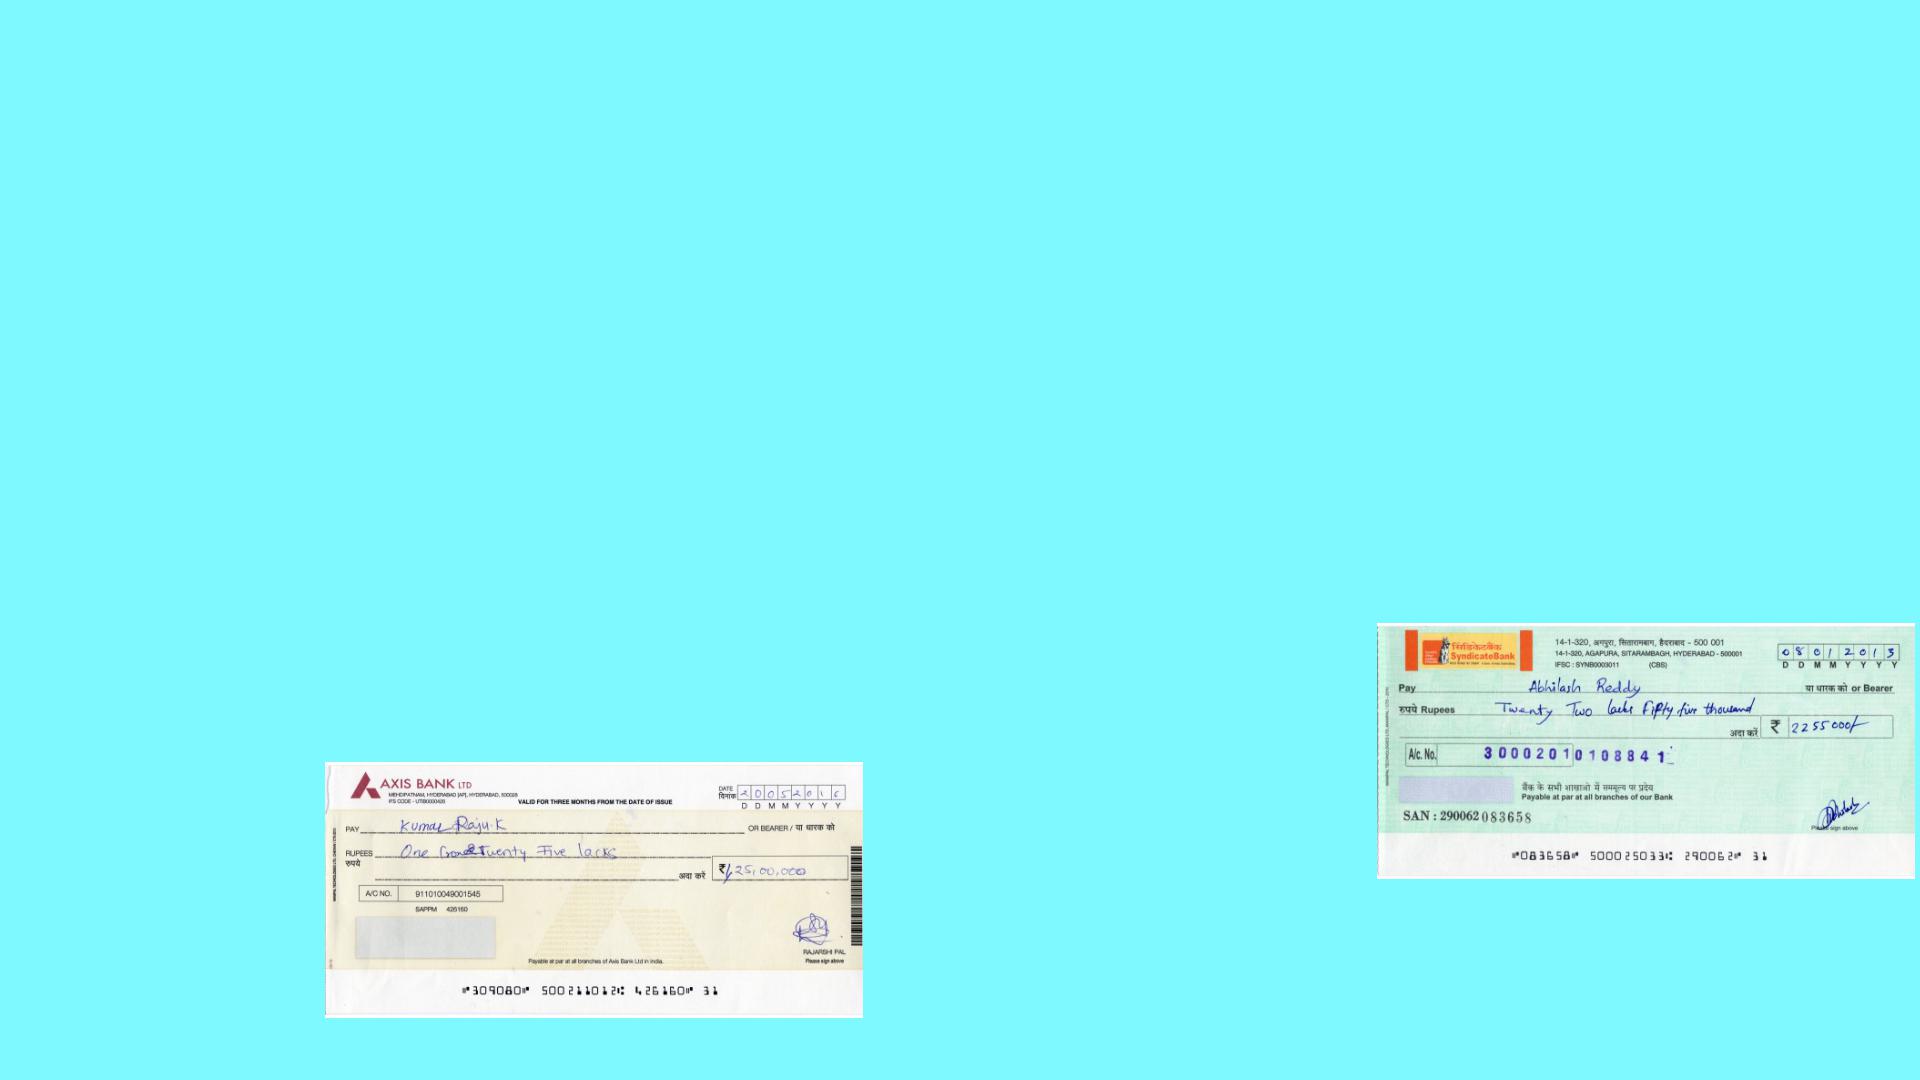 सिंडिकेटबैंक
SyndicateBank
14-1-320, अगपुरा, सितारामबाग, हैदराबाद - 500 001
14-1-320, AGAPURA, SITARAMBAGH, HYDERABAD - 500001
IFSC : SYNB0003011 (CBS)
0 8 0 1 2 0 1 3
D D M M Y Y Y Y
Pay Abhilash Reddy या धारक को or Bearer
रुपये Rupees Twenty Two lacks Fifty five thousand
अदा करें ₹ 2255000/-
A/c. No. 30002010108841
बैंक के सभी शाखाओं में सममूल्य पर प्रदेय
Payable at par at all branches of our Bank
SAN : 290062 083658
Please sign above
⑈083658⑈ 500025033⑆ 290062⑈ 31
AXIS BANK LTD
MEHDIPATNAM, HYDERABAD [AP], HYDERABAD, 500028
IFS CODE - UTIB0000426
VALID FOR THREE MONTHS FROM THE DATE OF ISSUE
DATE
दिनांक 2 0 0 5 2 0 1 6
D D M M Y Y Y Y
PAY Kumar Raju.K OR BEARER / या धारक को
RUPEES One Twenty Five lacks
रुपये
अदा करें ₹ 1,25,00,000
A/C NO. 911010049001545
SAPPM 426160
RAJARSHI PAL
Please sign above
Payable at par at all branches of Axis Bank Ltd in India.
⑈309080⑈ 500211012⑆ 426160⑈ 31